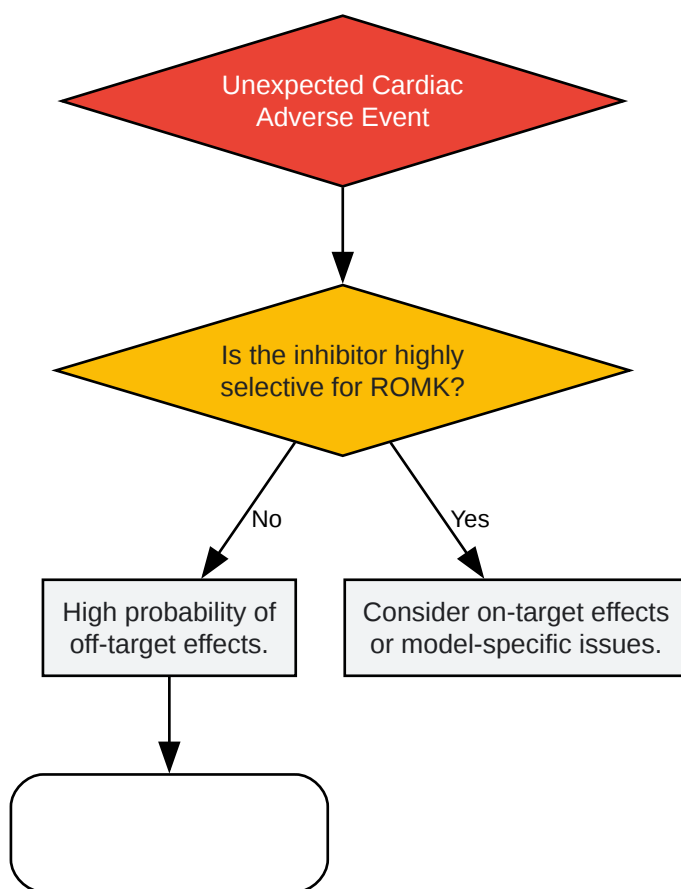 Unexpected Cardiac
Adverse Event
Is the inhibitor highly
selective for ROMK?
No
Yes
High probability of
off-target effects.
Consider on-target effects
or model-specific issues.